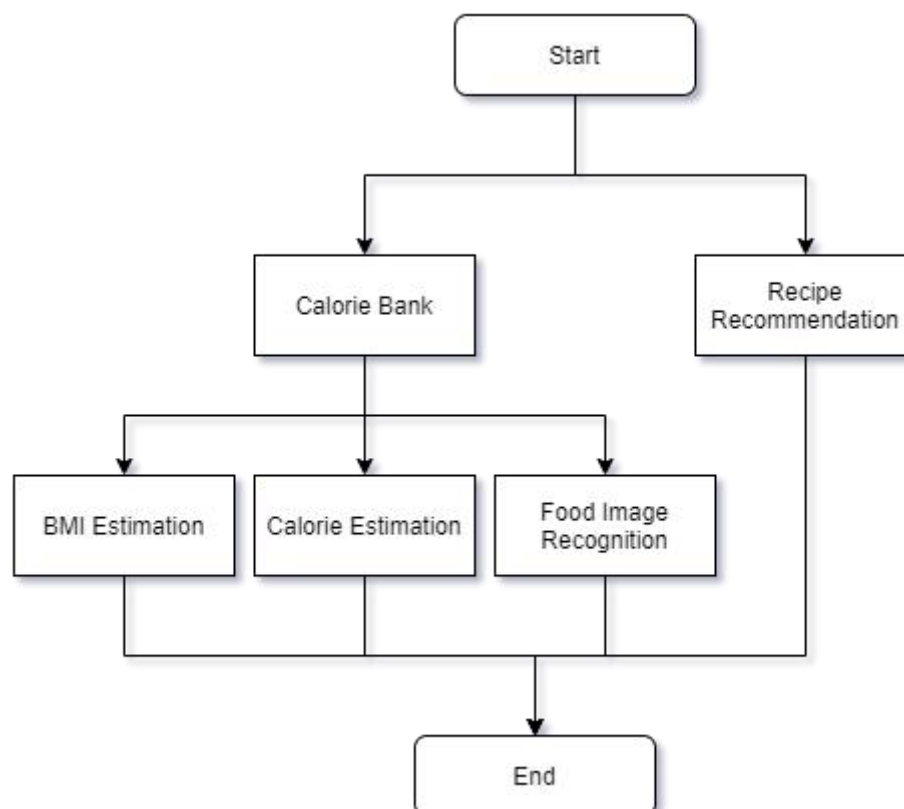 Start
Calorie Bank
Recipe
Recommendation
BMI Estimation
Calorie Estimation
Food Image
Recognition
End